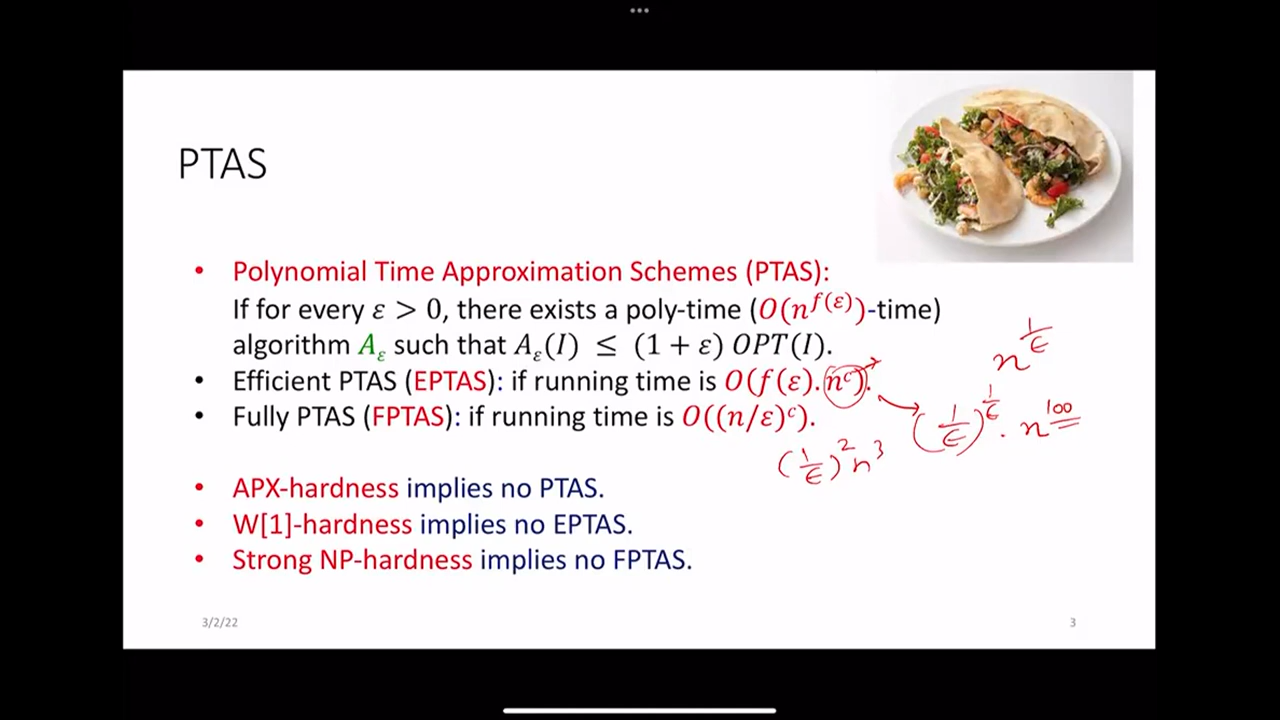 PTAS
• Polynomial Time Approximation Schemes (PTAS):
If for every ε > 0, there exists a poly-time (O(n^{f(ε)})-time)
algorithm A_ε such that A_ε(I) ≤ (1 + ε) OPT(I).
• Efficient PTAS (EPTAS): if running time is O(f(ε). n^c).
• Fully PTAS (FPTAS): if running time is O((n/ε)^c).
n^{1/ε}
(1/ε)^{1/ε} . n^{100}
(1/ε)^2 n^3
• APX-hardness implies no PTAS.
• W[1]-hardness implies no EPTAS.
• Strong NP-hardness implies no FPTAS.
3/2/22
3